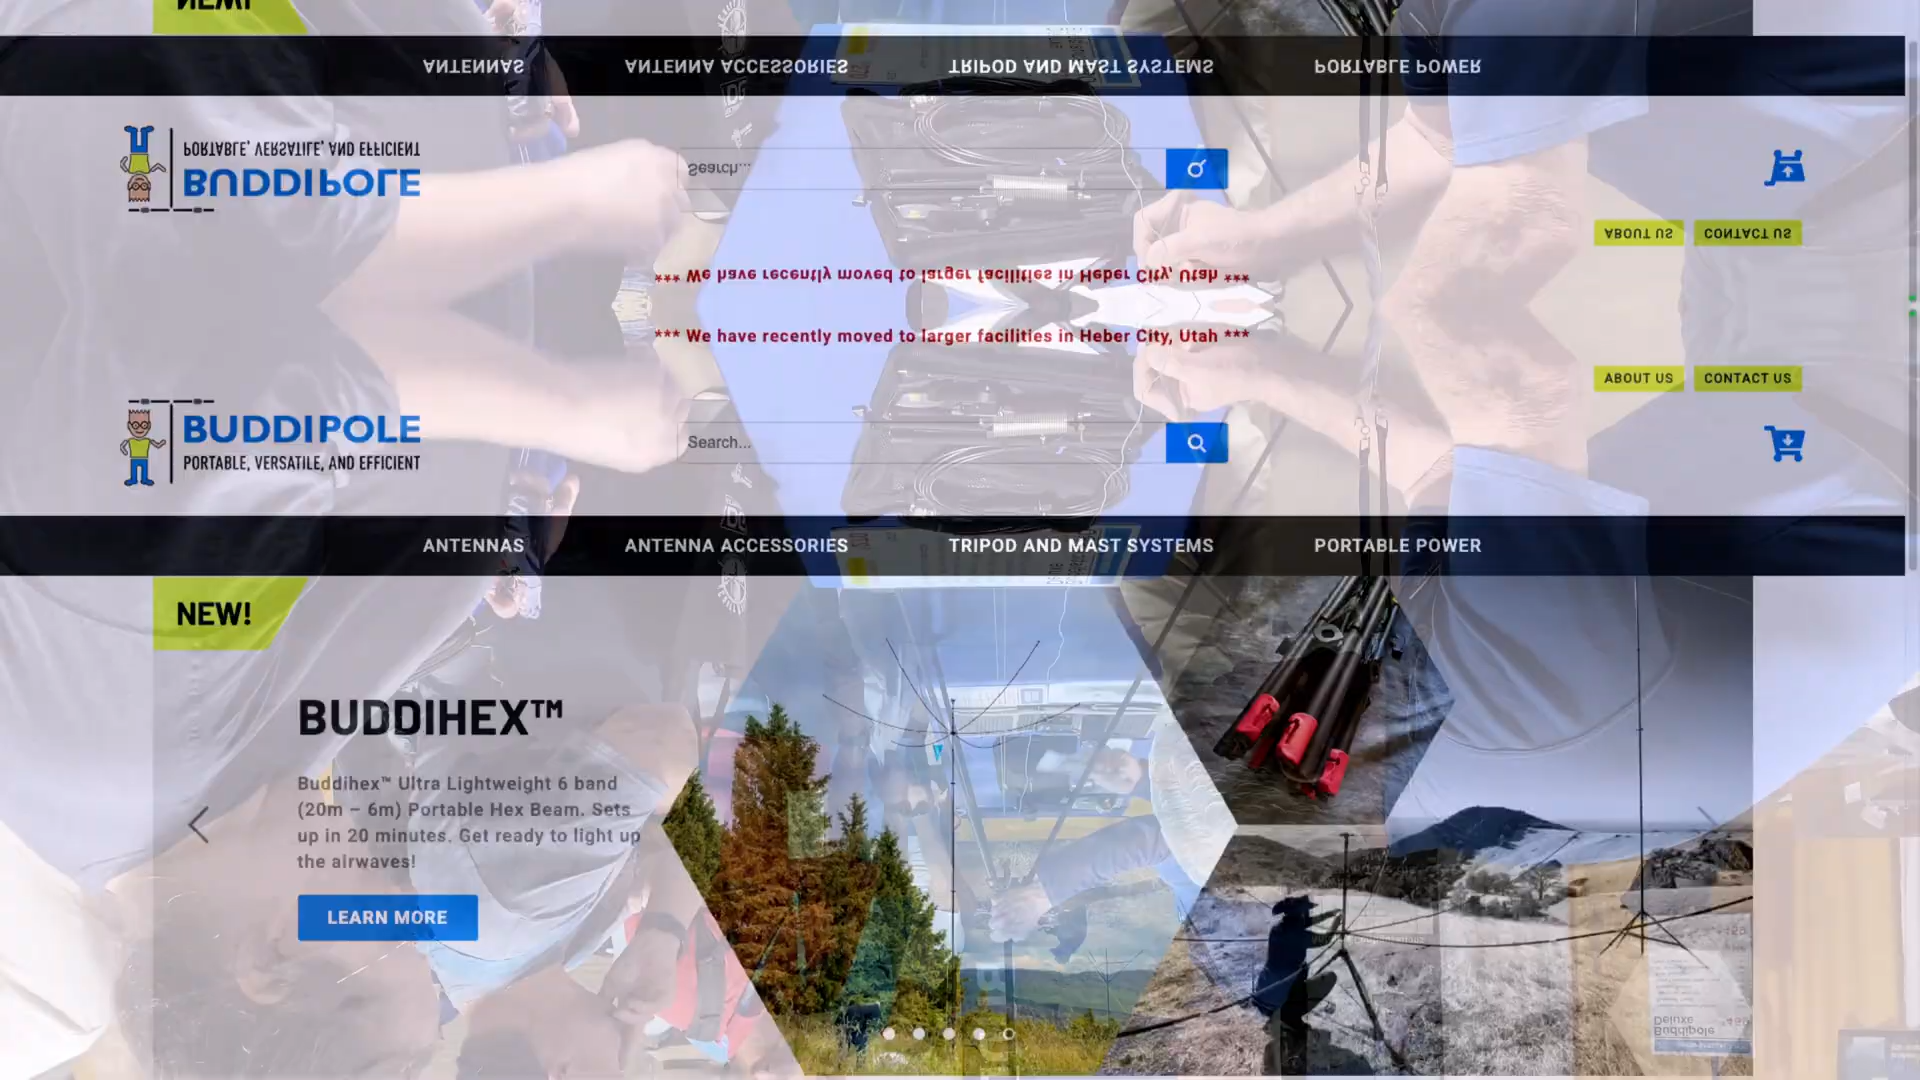 NEW!
ANTENNAS
ANTENNA ACCESSORIES
TRIPOD AND MAST SYSTEMS
PORTABLE POWER
PORTABLE, VERSATILE, AND EFFICIENT
BUDDIPOLE
Search...
ABOUT US
CONTACT US
*** We have recently moved to larger facilities in Heber City, Utah ***
*** We have recently moved to larger facilities in Heber City, Utah ***
ABOUT US
CONTACT US
BUDDIPOLE
PORTABLE, VERSATILE, AND EFFICIENT
Search...
ANTENNAS
ANTENNA ACCESSORIES
TRIPOD AND MAST SYSTEMS
PORTABLE POWER
NEW!
BUDDIHEX™
Buddihex™ Ultra Lightweight 6 band
(20m – 6m) Portable Hex Beam. Sets
up in 20 minutes. Get ready to light up
the airwaves!
LEARN MORE
Deluxe
Buddipole